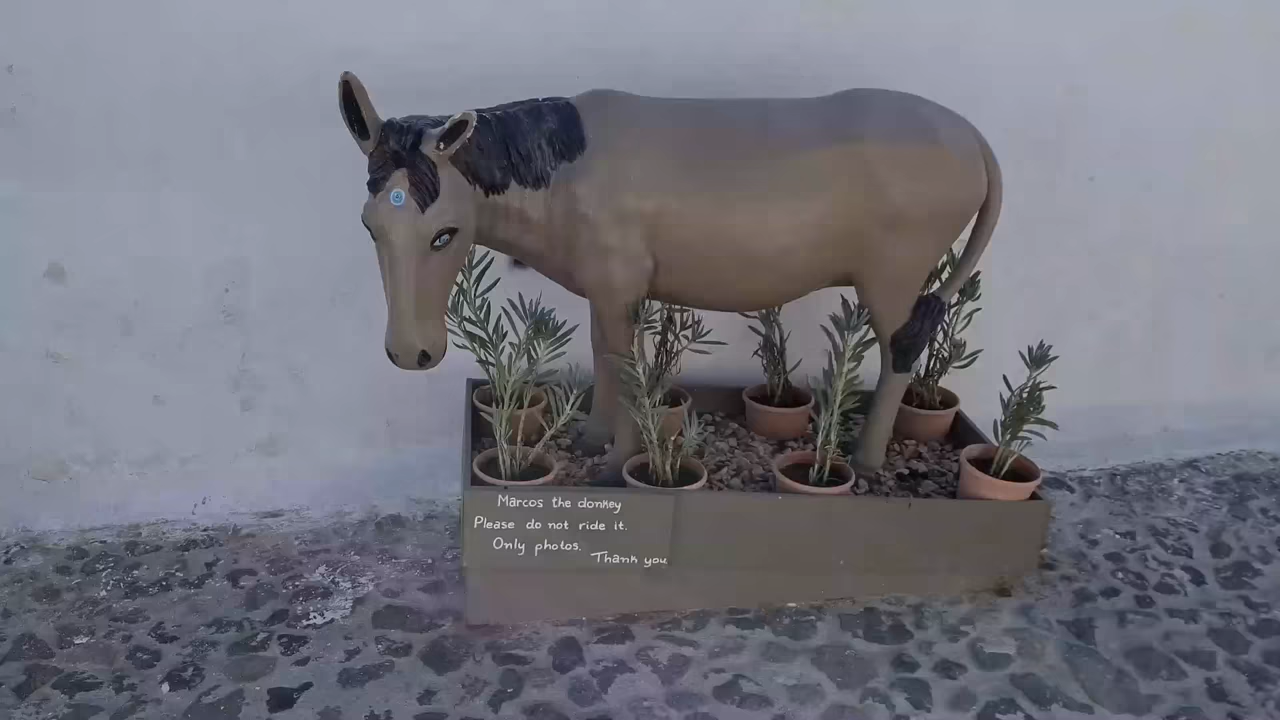 Marcos the donkey
Please do not ride it.
Only photos.
Thank you